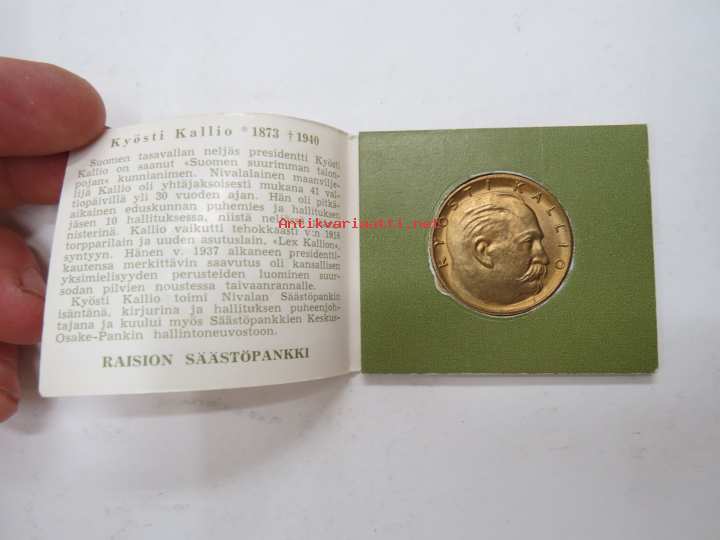 Kyösti Kallio * 1873 † 1940
Suomen tasavallan neljäs presidentti Kyösti
Kallio on saanut «Suomen suurimman talon-
pojan» kunnianimen. Nivalalainen maanvilje-
lijä Kallio oli yhtäjaksoisesti mukana 41 val-
tiopäivillä yli 30 vuoden ajan. Hän oli pitkä-
aikainen eduskunnan puhemies ja hallituksen
jäsen 10 hallituksessa, niistä
nisterinä. Kallio vaikutti tehokkaasti v:n 1918
torpparilain ja uuden asutuslain, «Lex Kallion»,
syntyyn. Hänen v. 1937 alkaneen presidentti-
kautensa merkittävin saavutus oli kansallisen
yksimielisyyden perusteiden luominen suur-
sodan pilvien noustessa taivaanrannalle.
Kyösti Kallio toimi Nivalan Säästöpankin
isäntänä, kirjurina ja hallituksen puheenjoh-
tajana ja kuului myös Säästöpankkien Keskus-
Osake-Pankin hallintoneuvostoon.
RAISION SÄÄSTÖPANKKI
KYÖSTI KALLIO
Antikvariaatti.net